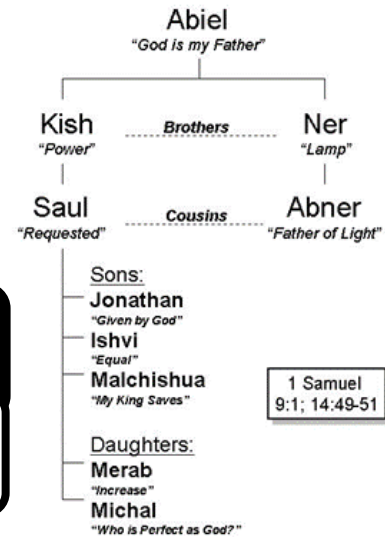 Abiel
"God is my Father"
Kish Brothers Ner
"Power" "Lamp"
Saul Cousins Abner
"Requested" "Father of Light"
Sons:
Jonathan
"Given by God"
Ishvi
"Equal"
Malchishua
"My King Saves"
1 Samuel
9:1; 14:49-51
Daughters:
Merab
"Increase"
Michal
"Who is Perfect as God?"